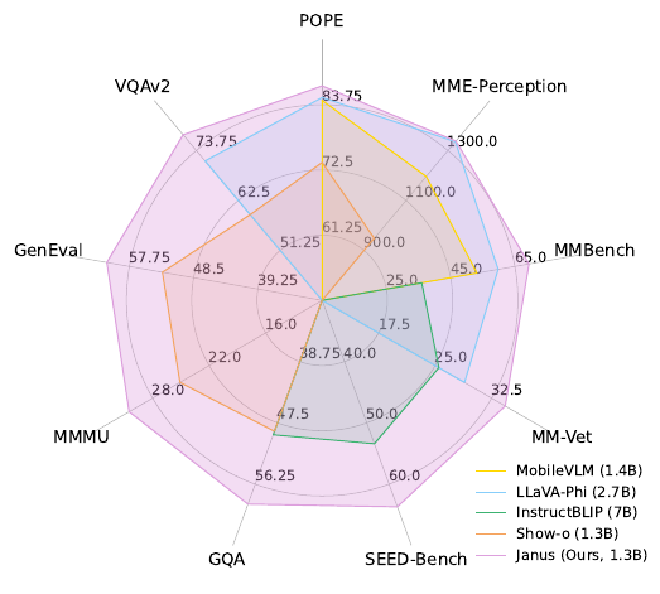 POPE
VQAv2
MME-Perception
83.75
73.75
1300.0
72.5
62.5
1100.0
61.25
51.25
900.0
GenEval
57.75
65.0
MMBench
48.5
45.0
39.25
25.0
16.0
17.5
22.0
38.75
40.0
25.0
28.0
32.5
47.5
50.0
MMMU
MM-Vet
56.25
60.0
MobileVLM (1.4B)
LLaVA-Phi (2.7B)
InstructBLIP (7B)
Show-o (1.3B)
GQA
SEED-Bench
Janus (Ours, 1.3B)